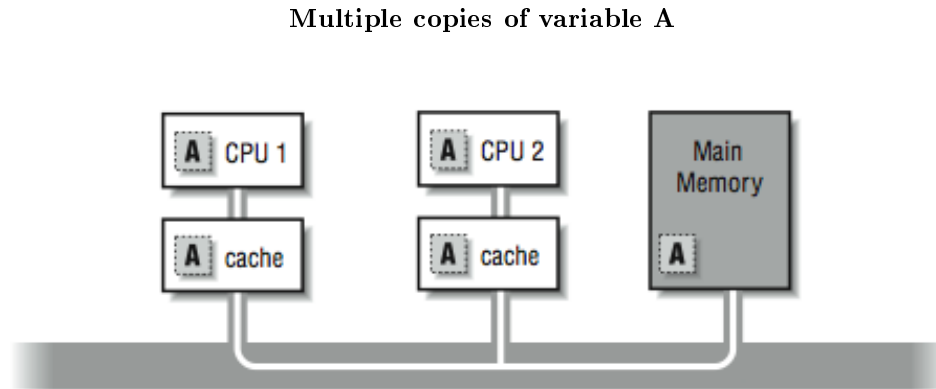 Multiple copies of variable A
A CPU 1
A CPU 2
Main
Memory
A cache
A cache
A